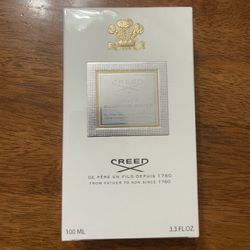 CREED
DE PÈRE EN FILS DEPUIS 1760
FROM FATHER TO SON SINCE 1760
100 ML 3.3 FL.OZ.